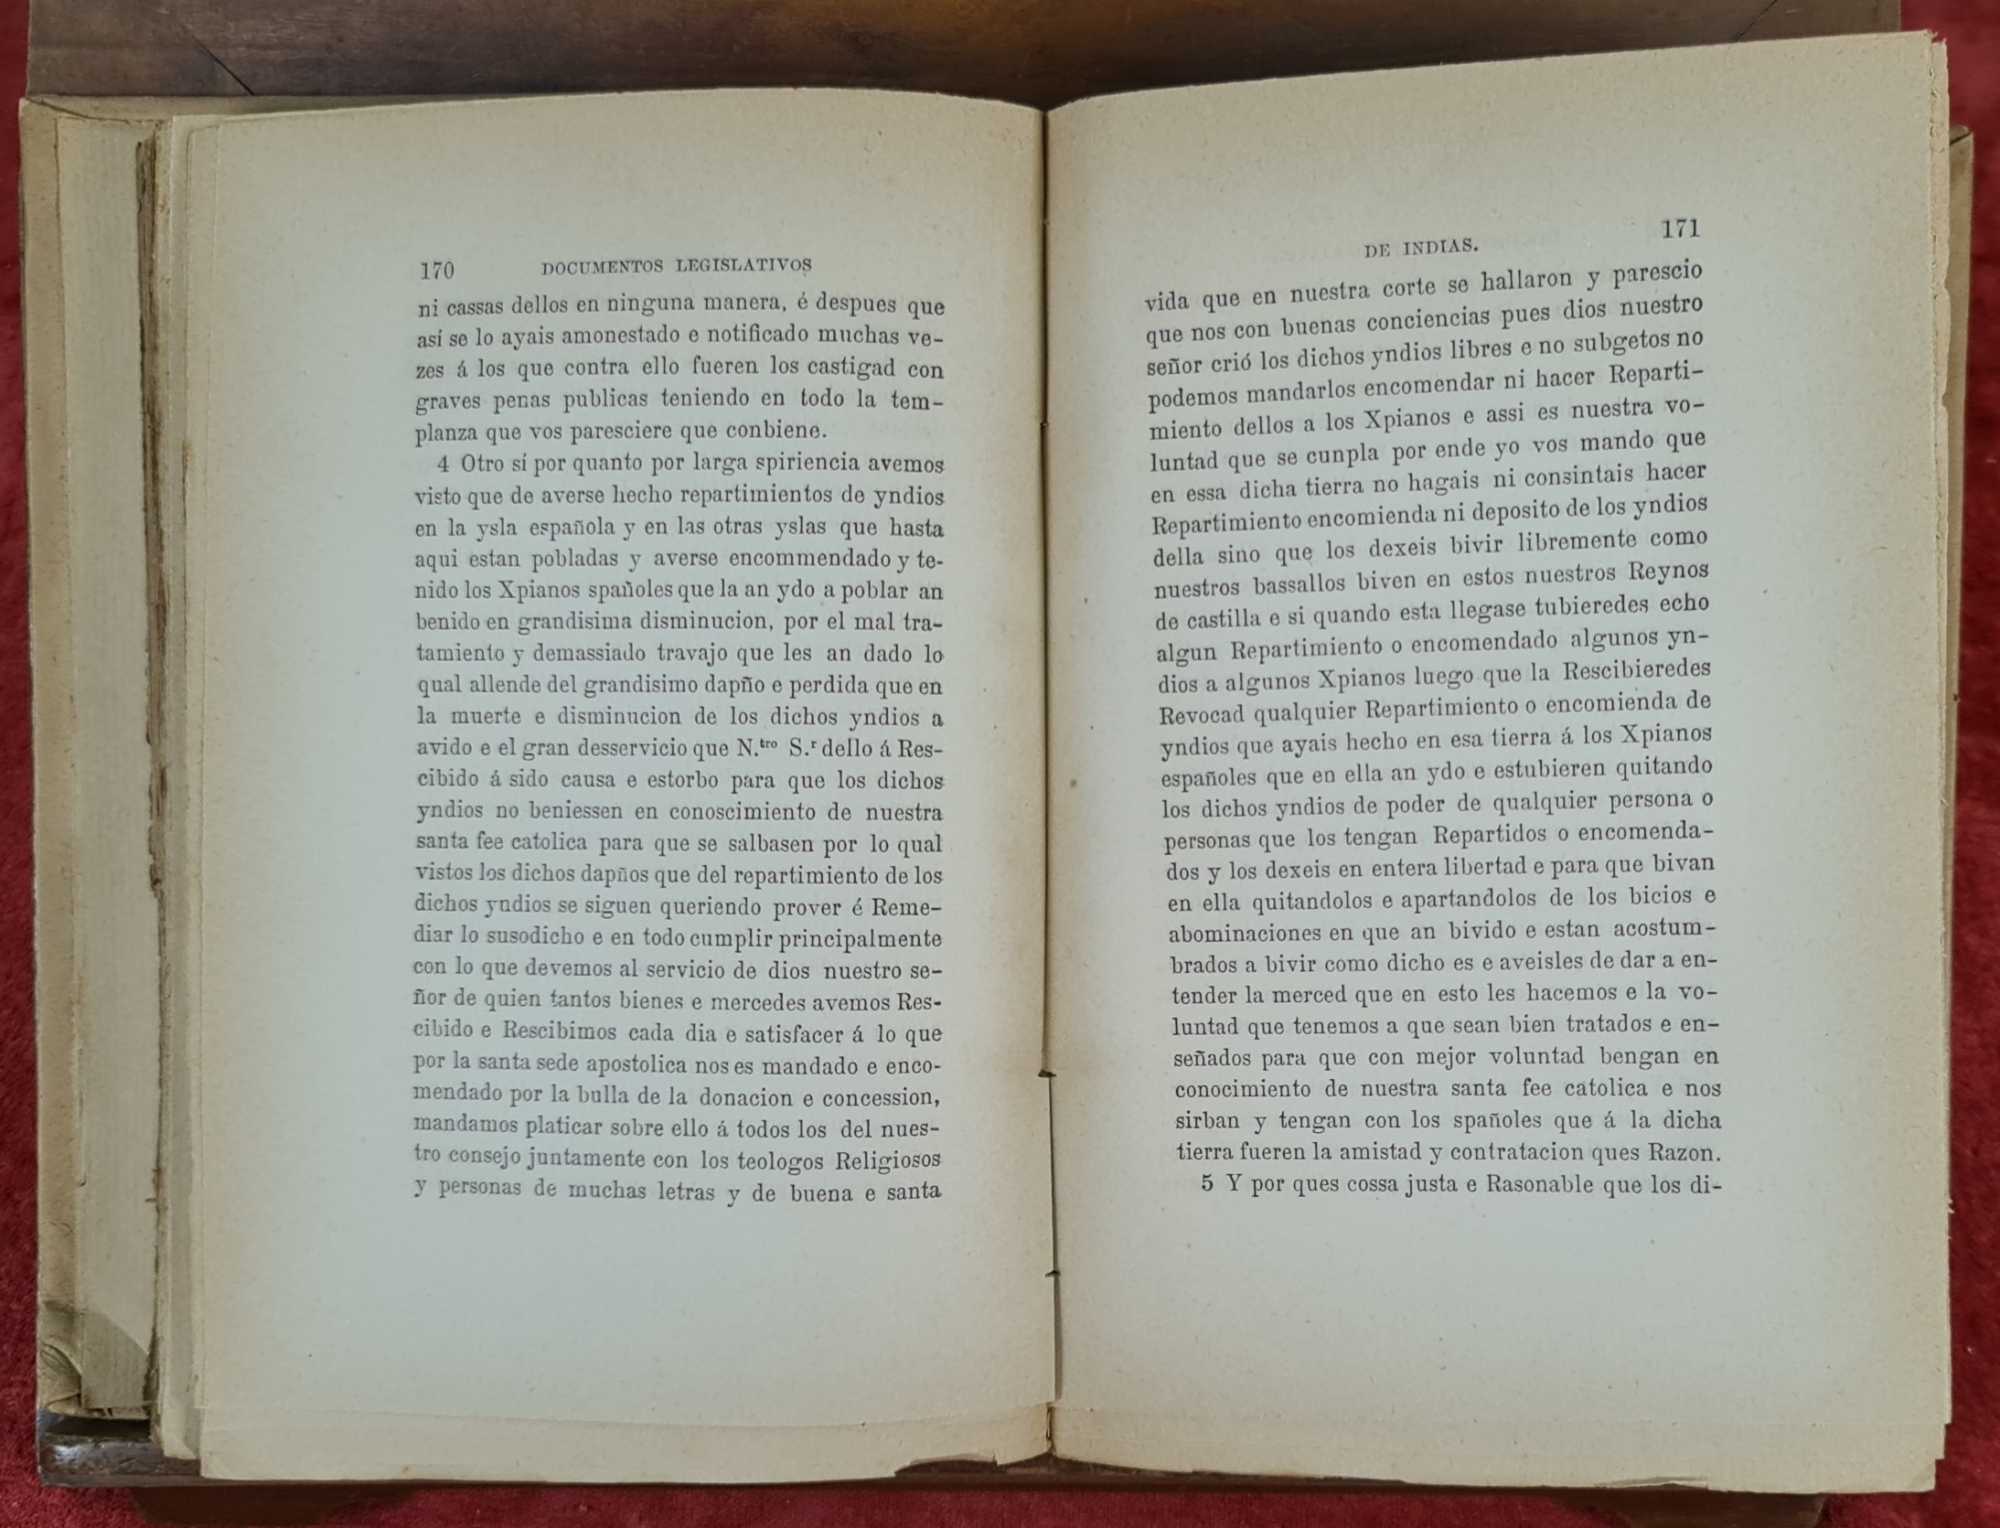 170 DOCUMENTOS LEGISLATIVOS
ni cassas dellos en ninguna manera, é despues que
así se lo ayais amonestado e notificado muchas ve-
zes á los que contra ello fueren los castigad con
graves penas publicas teniendo en todo la tem-
planza que vos paresciere que conbiene.
4 Otro sí por quanto por larga spiriencia avemos
visto que de averse hecho repartimientos de yndios
en la ysla española y en las otras yslas que hasta
aqui estan pobladas y averse encommendado y te-
nido los Xpianos spañoles que la an ydo a poblar an
benido en grandisima disminucion, por el mal tra-
tamiento y demassiado travajo que les an dado lo
qual allende del grandisimo dapño e perdida que en
la muerte e disminucion de los dichos yndios a
avido e el gran desservicio que N.tro S.r dello á Res-
cibido á sido causa e estorbo para que los dichos
yndios no beniessen en conoscimiento de nuestra
santa fee catolica para que se salbasen por lo qual
vistos los dichos dapños que del repartimiento de los
dichos yndios se siguen queriendo prover é Reme-
diar lo susodicho e en todo cumplir principalmente
con lo que devemos al servicio de dios nuestro se-
ñor de quien tantos bienes e mercedes avemos Res-
cibido e Rescibimos cada dia e satisfacer á lo que
por la santa sede apostolica nos es mandado e enco-
mendado por la bulla de la donacion e concession,
mandamos platicar sobre ello á todos los del nues-
tro consejo juntamente con los teologos Religiosos
y personas de muchas letras y de buena e santa
DE INDIAS. 171
vida que en nuestra corte se hallaron y parescio
que nos con buenas conciencias pues dios nuestro
señor crió los dichos yndios libres e no subgetos no
podemos mandarlos encomendar ni hacer Reparti-
miento dellos a los Xpianos e assi es nuestra vo-
luntad que se cunpla por ende yo vos mando que
en essa dicha tierra no hagais ni consintais hacer
Repartimiento encomienda ni deposito de los yndios
della sino que los dexeis bivir libremente como
nuestros bassallos biven en estos nuestros Reynos
de castilla e si quando esta llegase tubieredes echo
algun Repartimiento o encomendado algunos yn-
dios a algunos Xpianos luego que la Rescibieredes
Revocad qualquier Repartimiento o encomienda de
yndios que ayais hecho en esa tierra á los Xpianos
españoles que en ella an ydo e estubieren quitando
los dichos yndios de poder de qualquier persona o
personas que los tengan Repartidos o encomenda-
dos y los dexeis en entera libertad e para que bivan
en ella quitandolos e apartandolos de los bicios e
abominaciones en que an bivido e estan acostum-
brados a bivir como dicho es e aveisles de dar a en-
tender la merced que en esto les hacemos e la vo-
luntad que tenemos a que sean bien tratados e en-
señados para que con mejor voluntad bengan en
conocimiento de nuestra santa fee catolica e nos
sirban y tengan con los spañoles que á la dicha
tierra fueren la amistad y contratacion ques Razon.
5 Y por ques cossa justa e Rasonable que los di-